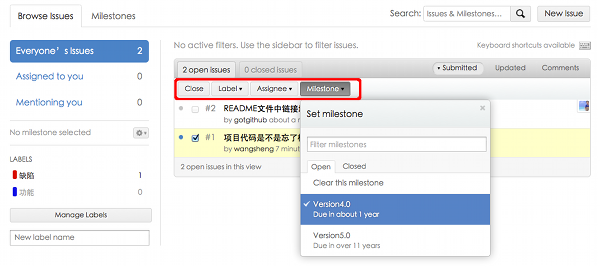 Browse Issues
Milestones
Search:
Issues & Milestones...
New Issue
Everyone's Issues 2
Assigned to you 0
Mentioning you 0
No milestone selected
LABELS
缺陷 1
功能 0
Manage Labels
New label name
No active filters. Use the sidebar to filter issues.
Keyboard shortcuts available
2 open issues
0 closed issues
• Submitted
Updated
Comments
Close
Label
Assignee
Milestone
#2 README文件中链接
by gotgithub about a
#1 项目代码是不是忘了
by wangsheng 7 minut
2 open issues in this view
Set milestone
Filter milestones
Open
Closed
Clear this milestone
Version4.0
Due in about 1 year
Version5.0
Due in over 11 years